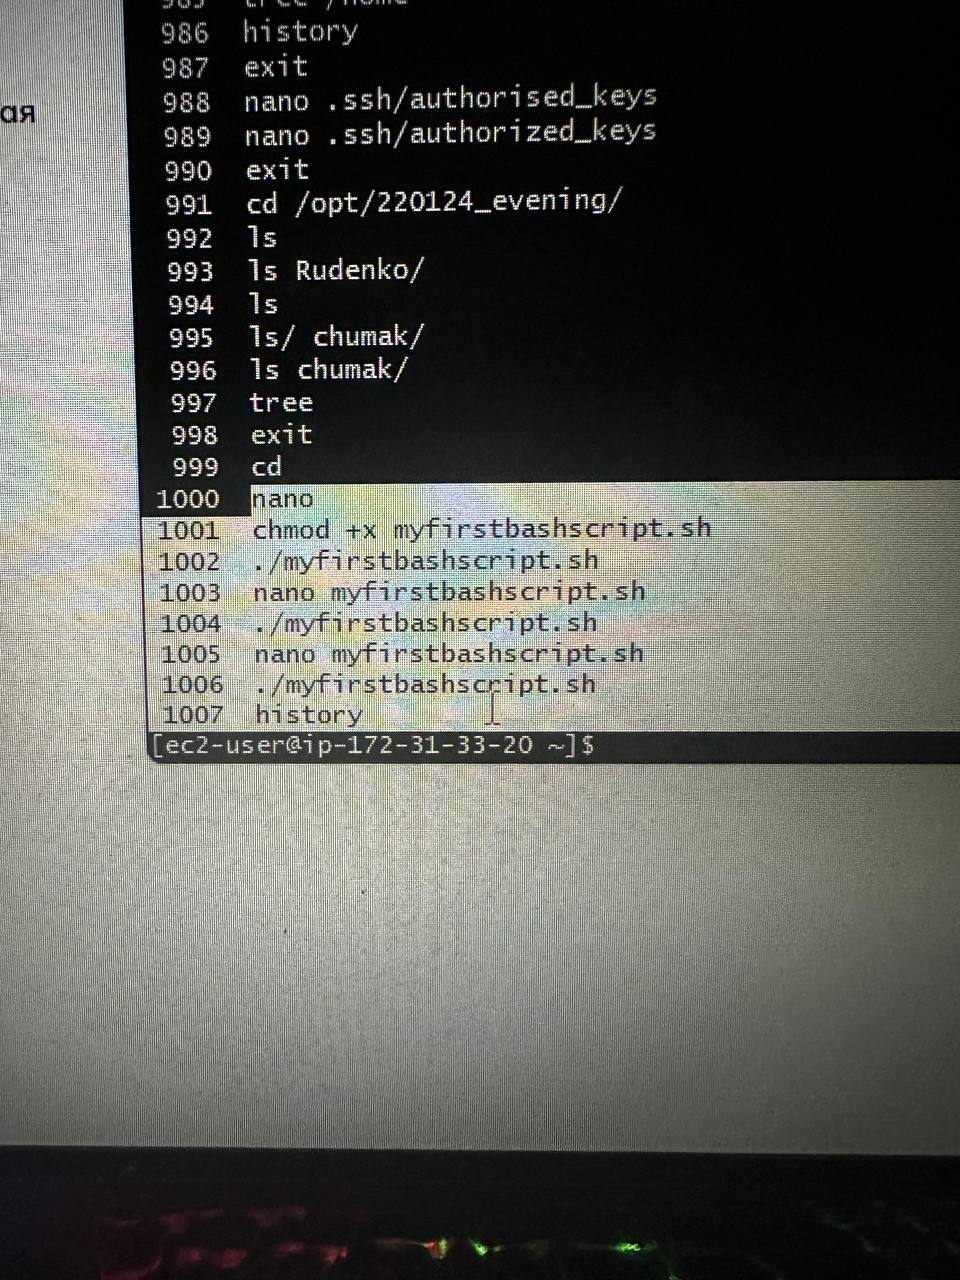 985 tree /home
986 history
987 exit
ая
988 nano .ssh/authorised_keys
989 nano .ssh/authorized_keys
990 exit
991 cd /opt/220124_evening/
992 ls
993 ls Rudenko/
994 ls
995 ls/ chumak/
996 ls chumak/
997 tree
998 exit
999 cd
1000 nano
1001 chmod +x myfirstbashscript.sh
1002 ./myfirstbashscript.sh
1003 nano myfirstbashscript.sh
1004 ./myfirstbashscript.sh
1005 nano myfirstbashscript.sh
1006 ./myfirstbashscript.sh
1007 history
[ec2-user@ip-172-31-33-20 ~]$